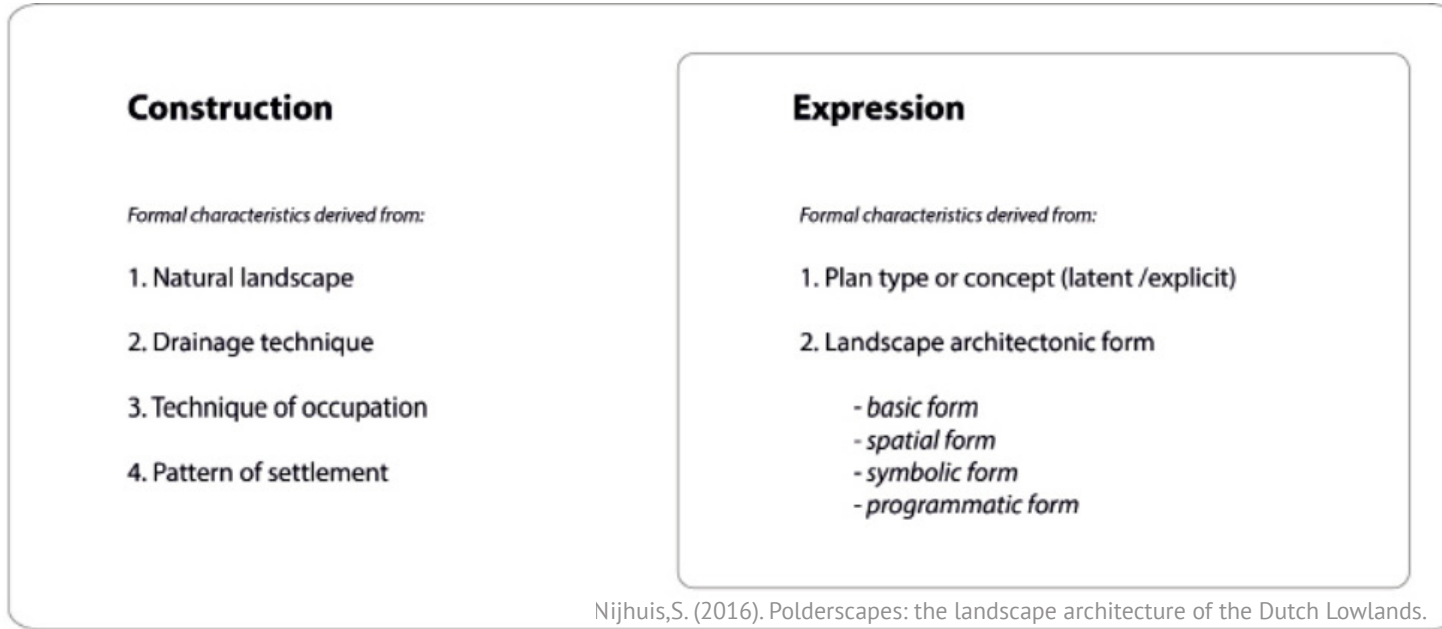 Construction
Formal characteristics derived from:
1. Natural landscape
2. Drainage technique
3. Technique of occupation
4. Pattern of settlement
Expression
Formal characteristics derived from:
1. Plan type or concept (latent /explicit)
2. Landscape architectonic form
- basic form
- spatial form
- symbolic form
- programmatic form
Nijhuis,S. (2016). Polderscapes: the landscape architecture of the Dutch Lowlands.